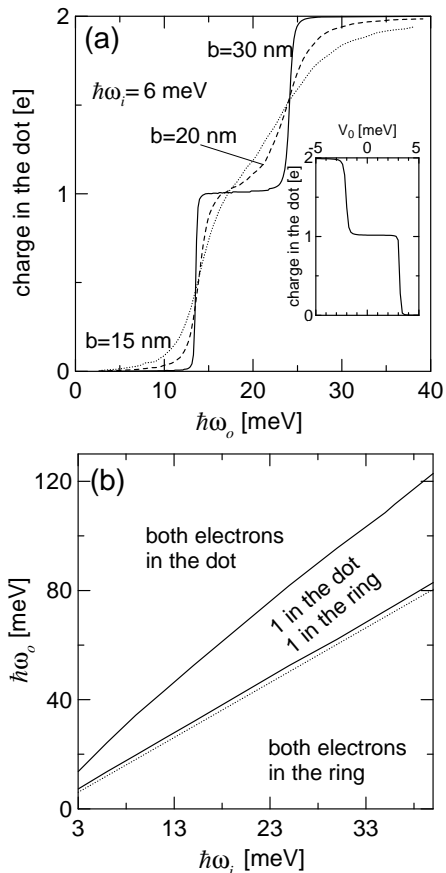 (a)
b=30 nm
ħω_i= 6 meV
b=20 nm
b=15 nm
charge in the dot [e]
2
1
0
0 10 20 30 40
ħω_o [meV]
V_0 [meV]
-5 0 5
charge in the dot [e]
2
1
0
(b)
both electrons
in the dot
1 in the dot
1 in the ring
both electrons
in the ring
ħω_o [meV]
120
80
40
0
3 13 23 33
ħω_i [meV]